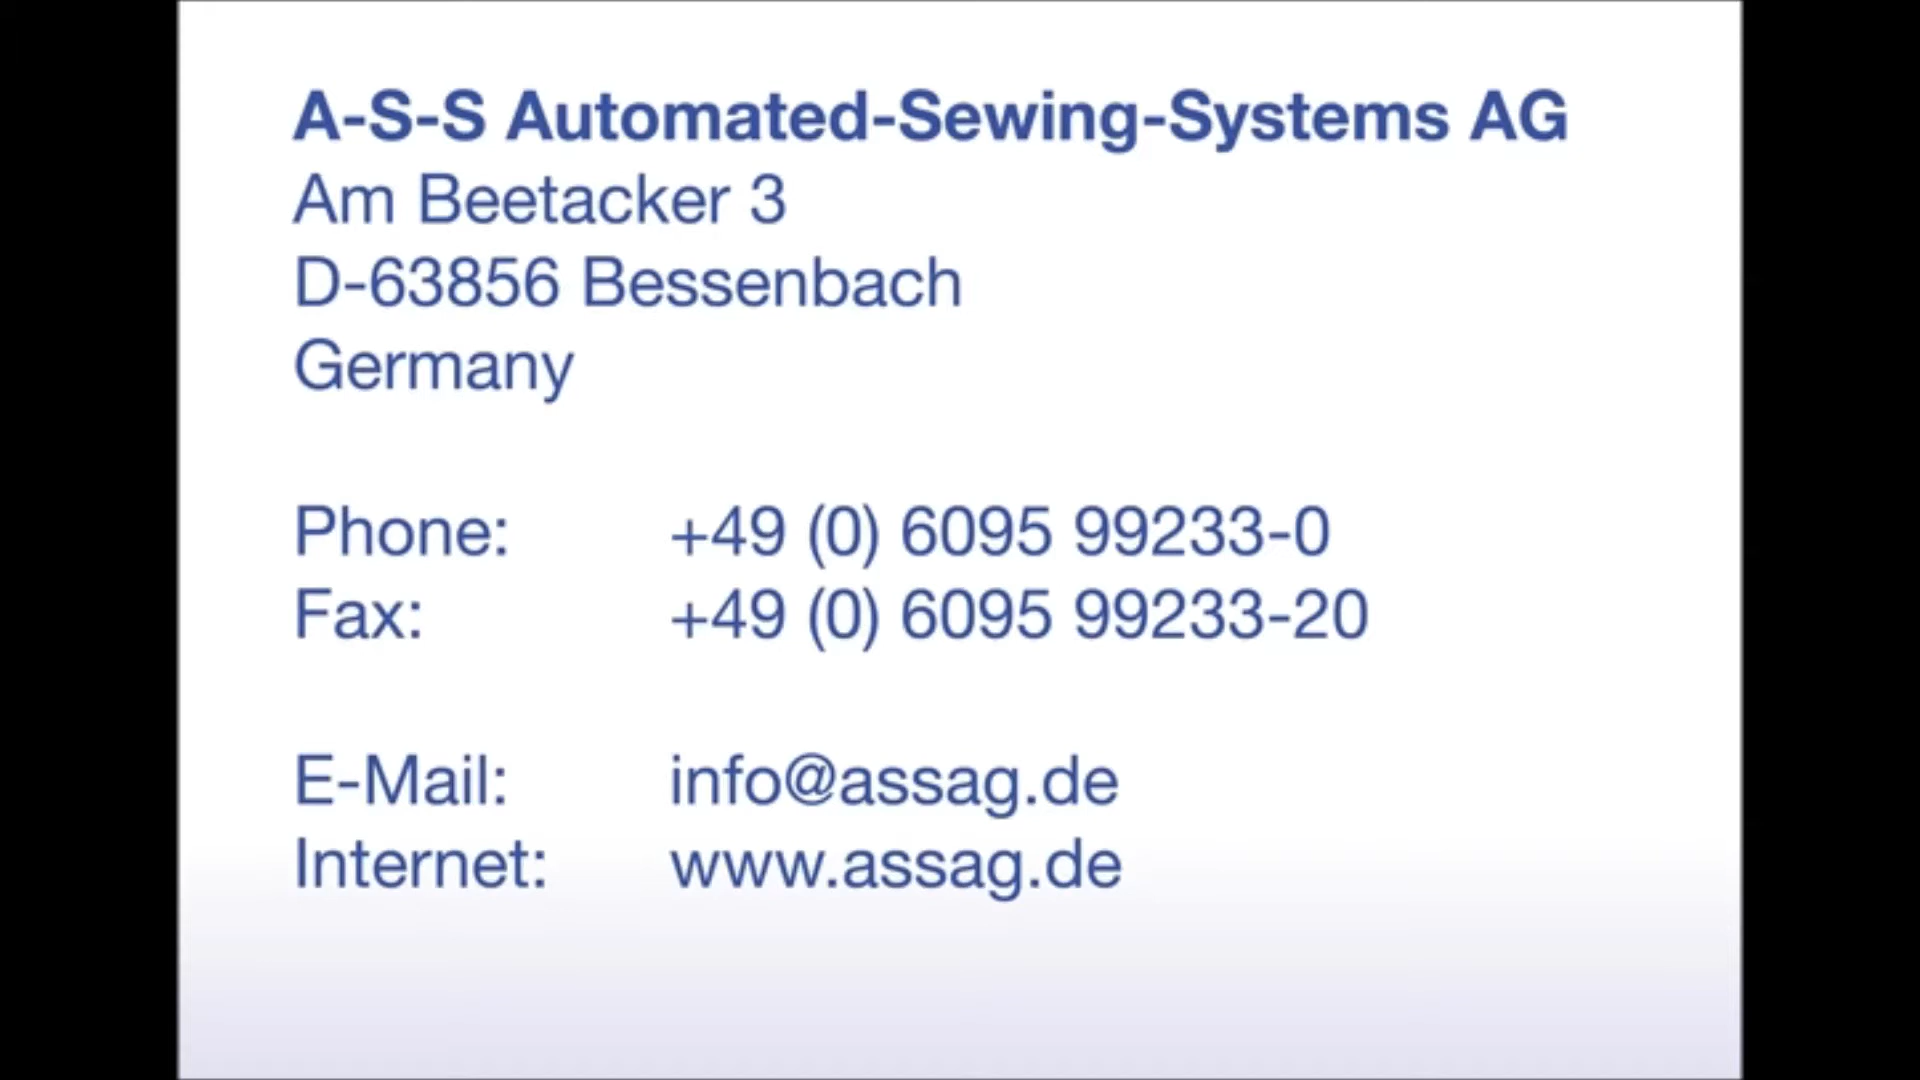 A-S-S Automated-Sewing-Systems AG
Am Beetacker 3
D-63856 Bessenbach
Germany
Phone: +49 (0) 6095 99233-0
Fax: +49 (0) 6095 99233-20
E-Mail: info@assag.de
Internet: www.assag.de